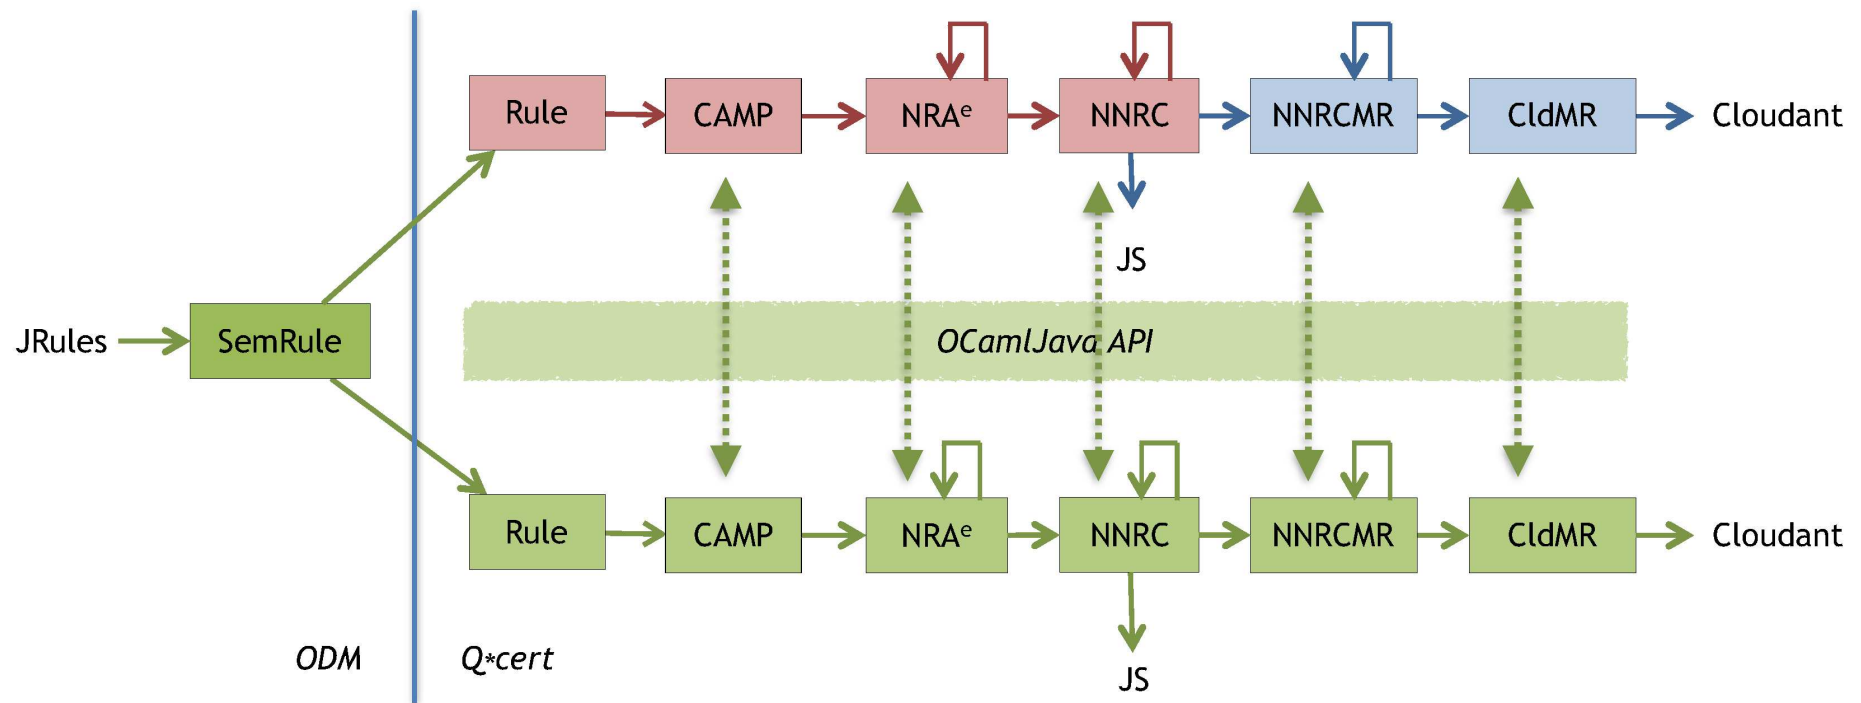 Rule
CAMP
NRAᵉ
NNRC
NNRCMR
CldMR
Cloudant
JS
JRules
SemRule
OCamlJava API
Rule
CAMP
NRAᵉ
NNRC
NNRCMR
CldMR
Cloudant
ODM
Q*cert
JS